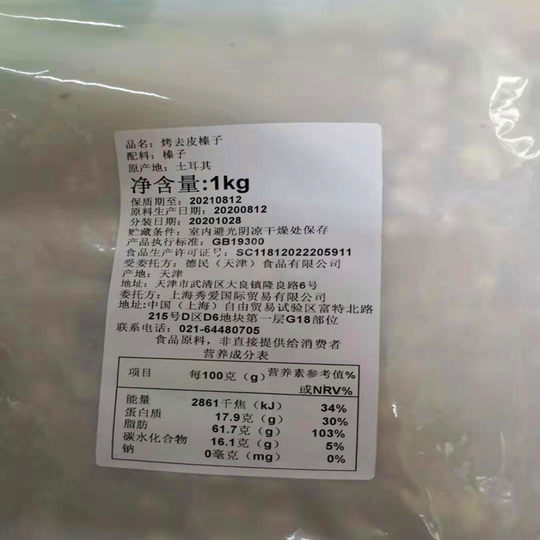 品名：烤去皮榛子
配料：榛子
原产地：土耳其
净含量:1kg
保质期至：20210812
原料生产日期：20200812
分装日期：20201028
贮藏条件：室内避光阴凉干燥处保存
产品执行标准：GB19300
食品生产许可证号：SC11812022205911
受委托方：德民（天津）食品有限公司
产地：天津
地址：天津市武清区大良镇隆良路6号
委托方：上海秀爱国际贸易有限公司
地址:中国（上海）自由贸易试验区富特北路
215号D区D6地块第一层G18部位
联系电话：021-64480705
食品原料，非直接提供给消费者
营养成分表
项目 每100克（g） 营养素参考值%
或NRV%
能量 2861千焦（kJ） 34%
蛋白质 17.9克（g） 30%
脂肪 61.7克（g） 103%
碳水化合物 16.1克（g） 5%
钠 0毫克（mg） 0%